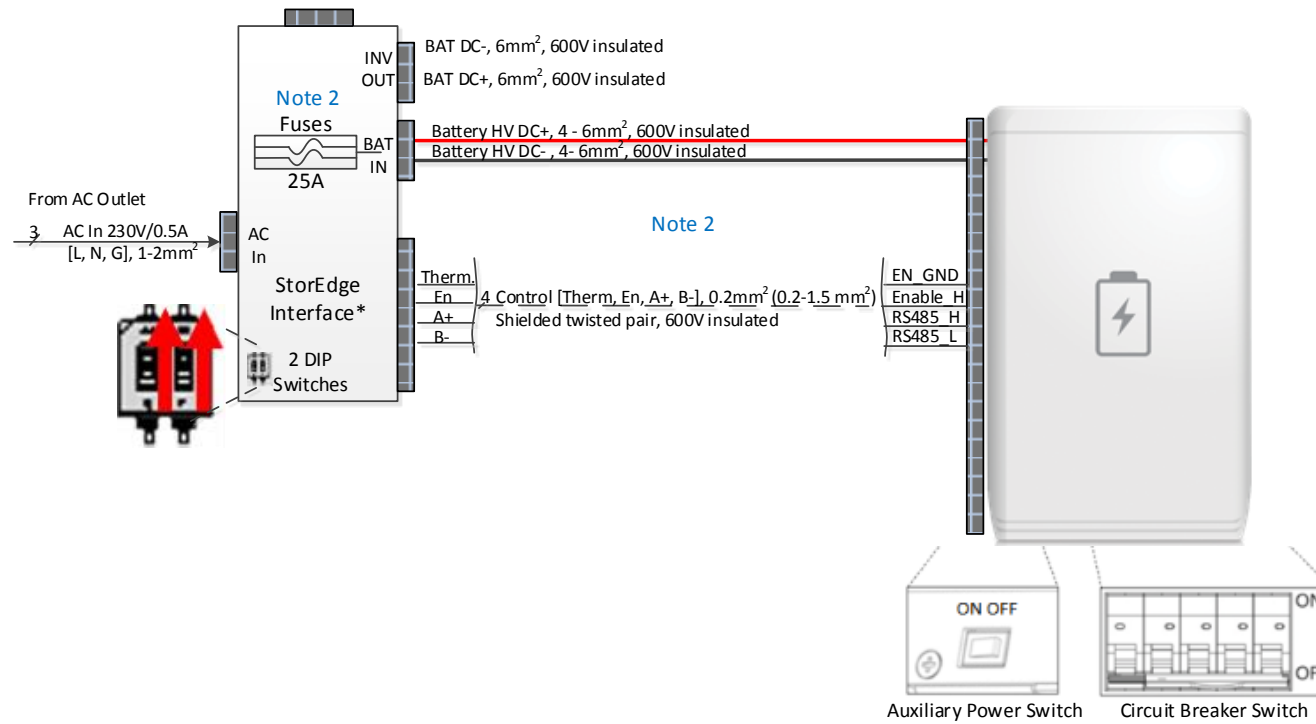 INV
OUT
BAT DC-, 6mm², 600V insulated
BAT DC+, 6mm², 600V insulated
Note 2
Fuses
25A
BAT
IN
Battery HV DC+, 4 - 6mm², 600V insulated
Battery HV DC- , 4- 6mm², 600V insulated
From AC Outlet
3 AC In 230V/0.5A
[L, N, G], 1-2mm²
AC
In
Note 2
StorEdge
Interface*
Therm.
En
A+
B-
4 Control [Therm, En, A+, B-], 0.2mm² (0.2-1.5 mm²)
Shielded twisted pair, 600V insulated
EN_GND
Enable_H
RS485_H
RS485_L
2 DIP
Switches
ON OFF
Auxiliary Power Switch
Circuit Breaker Switch